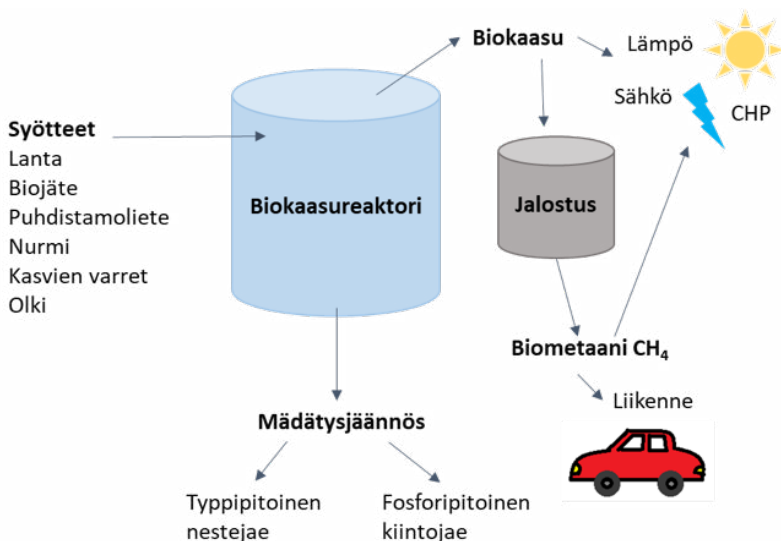 Syötteet
Lanta
Biojäte
Puhdistamoliete
Nurmi
Kasvien varret
Olki
Biokaasureaktori
Biokaasu
Lämpö
Sähkö
CHP
Jalostus
Biometaani CH₄
Liikenne
Mädätysjäännös
Typpipitoinen
nestejae
Fosforipitoinen
kiintojae